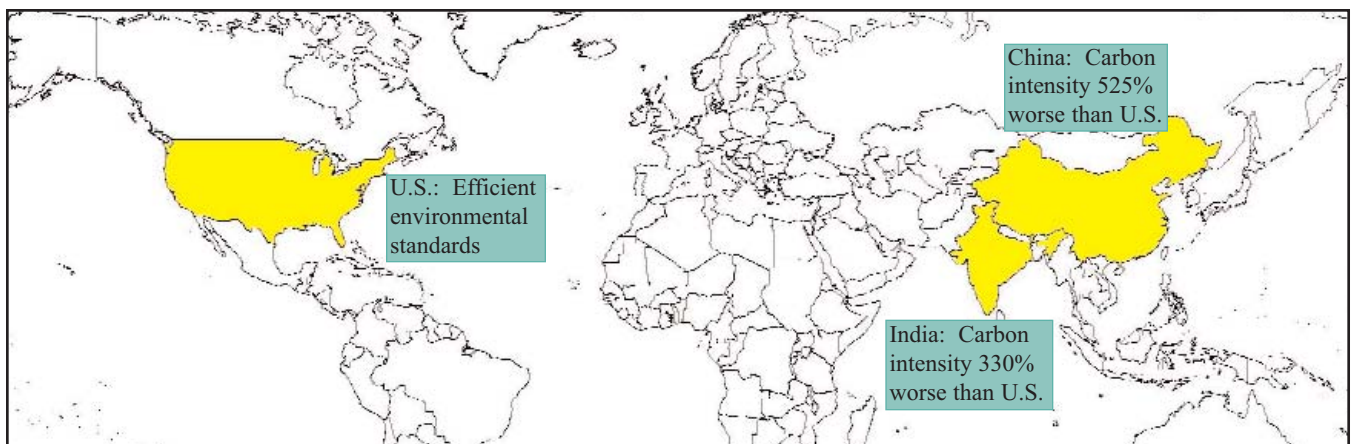 China: Carbon
intensity 525%
worse than U.S.
U.S.: Efficient
environmental
standards
India: Carbon
intensity 330%
worse than U.S.